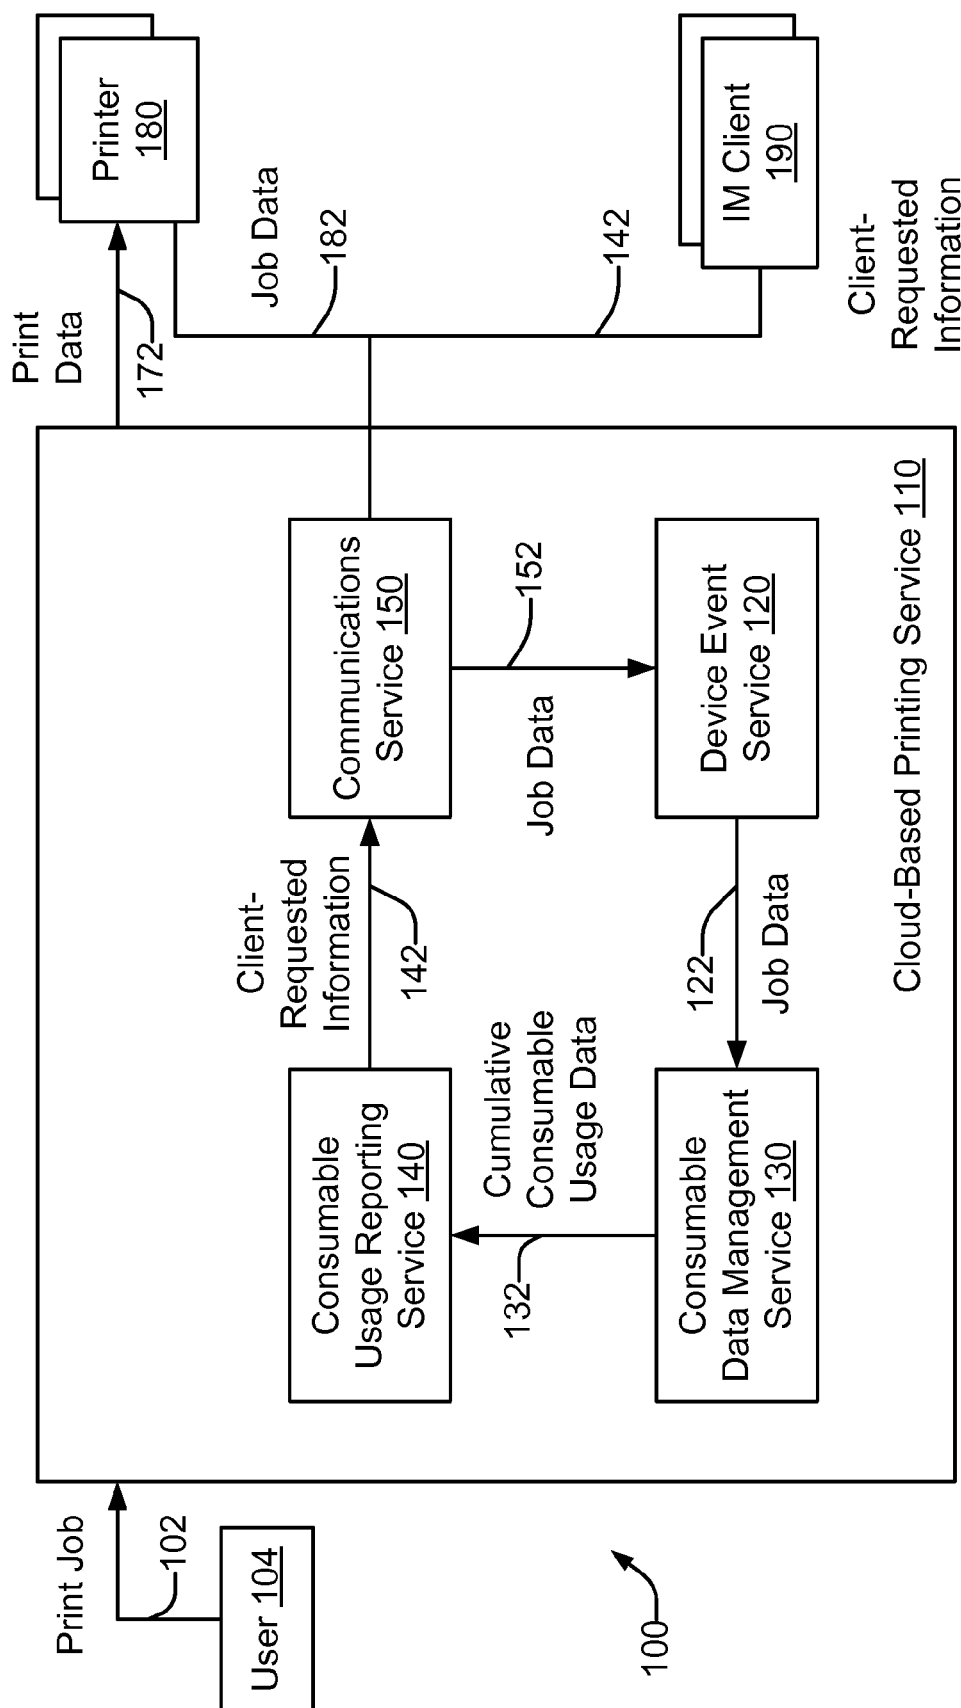 Print Job
102
User 104
100
Cloud-Based Printing Service 110
Consumable
Usage Reporting
Service 140
Client-
Requested
Information
142
Communications
Service 150
Cumulative
Consumable
Usage Data
132
Job Data
152
Consumable
Data Management
Service 130
122
Job Data
Device Event
Service 120
Print
Data
172
Printer
180
Job Data
182
142
IM Client
190
Client-
Requested
Information